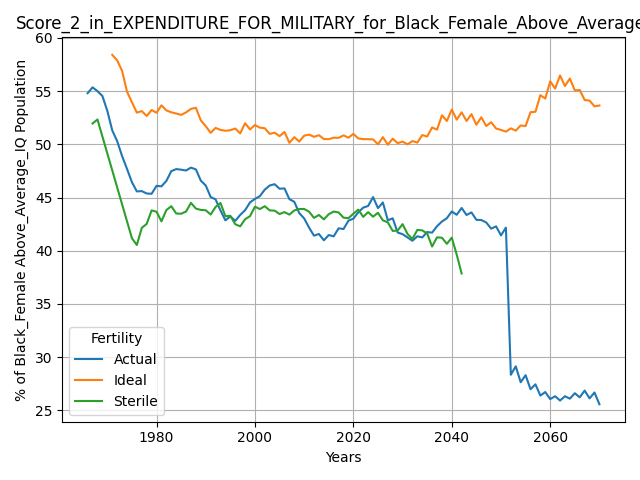 Score_2_in_EXPENDITURE_FOR_MILITARY_for_Black_Female_Above_Average
% of Black_Female Above_Average_IQ Population
60
55
50
45
40
35
30
25
Fertility
Actual
Ideal
Sterile
1980
2000
2020
2040
2060
Years